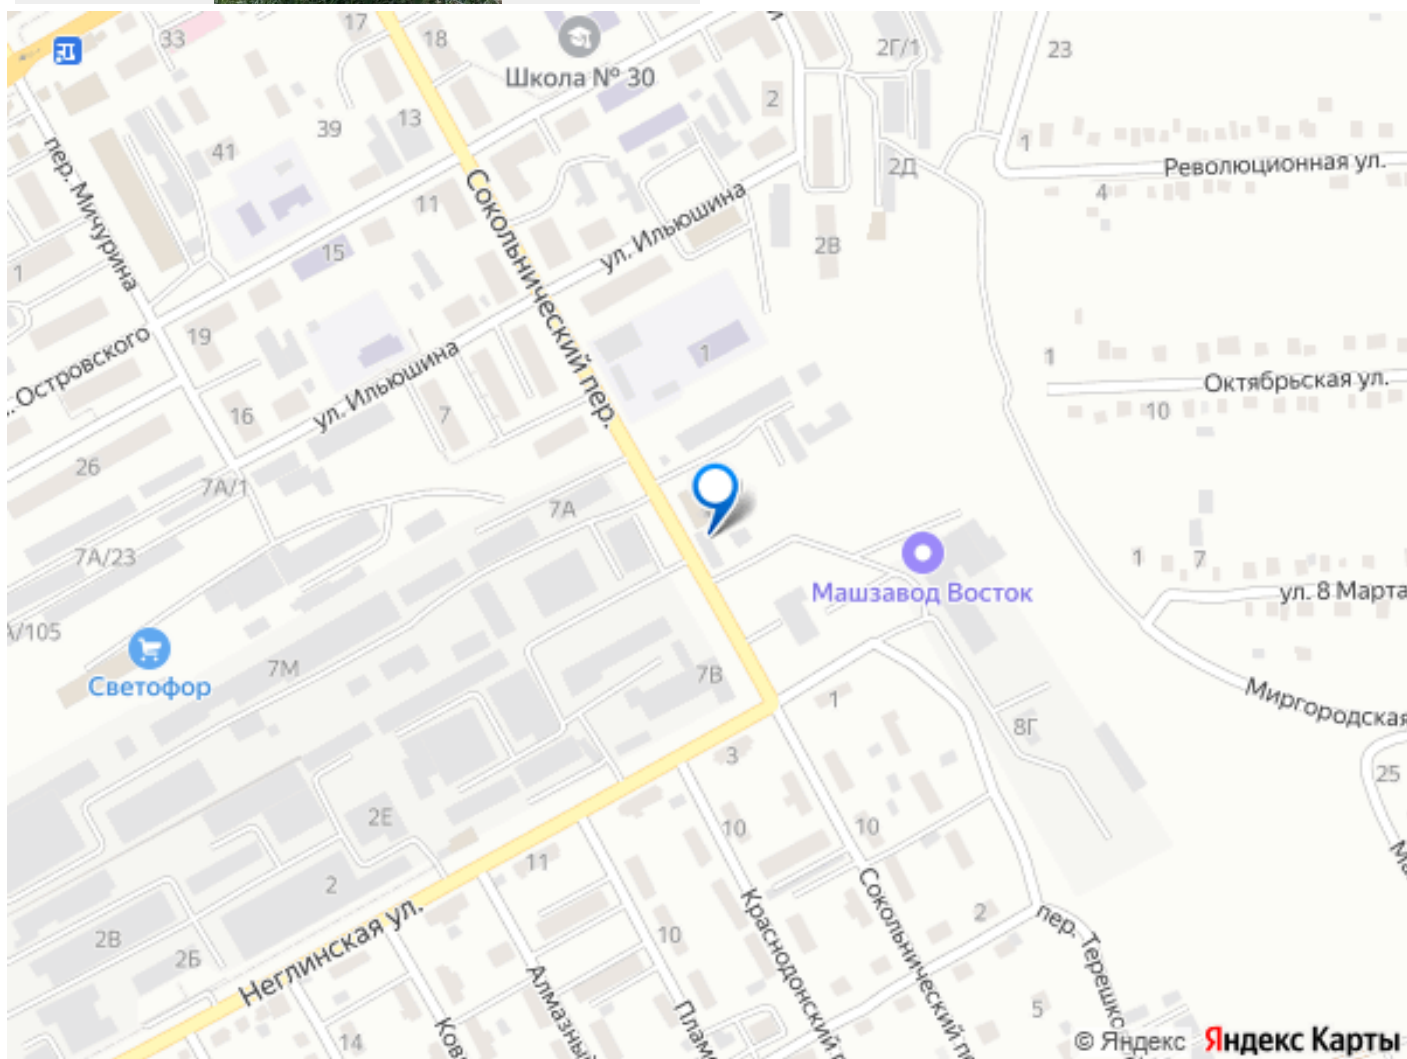 17
18
33
Школа № 30
2Г/1
23
13
39
2
41
1
2Д
Революционная ул.
4
пер. Мичурина
Сокольнический пер.
11
ул. Ильюшина
2В
15
1
19
Островского
1
1
Октябрьская ул.
ул. Ильюшина
16
7
10
26
7А/1
7А
7А/23
Машзавод Восток
1
7
ул. 8 Марта
/105
Светофор
7М
7В
1
Миргородская
8Г
3
25
2Е
10
10
11
2
Краснодонский
Сокольнический
2
пер. Терешк
Неглинская ул.
2В
2Б
10
5
Алмазный
14
© Яндекс Яндекс Карты